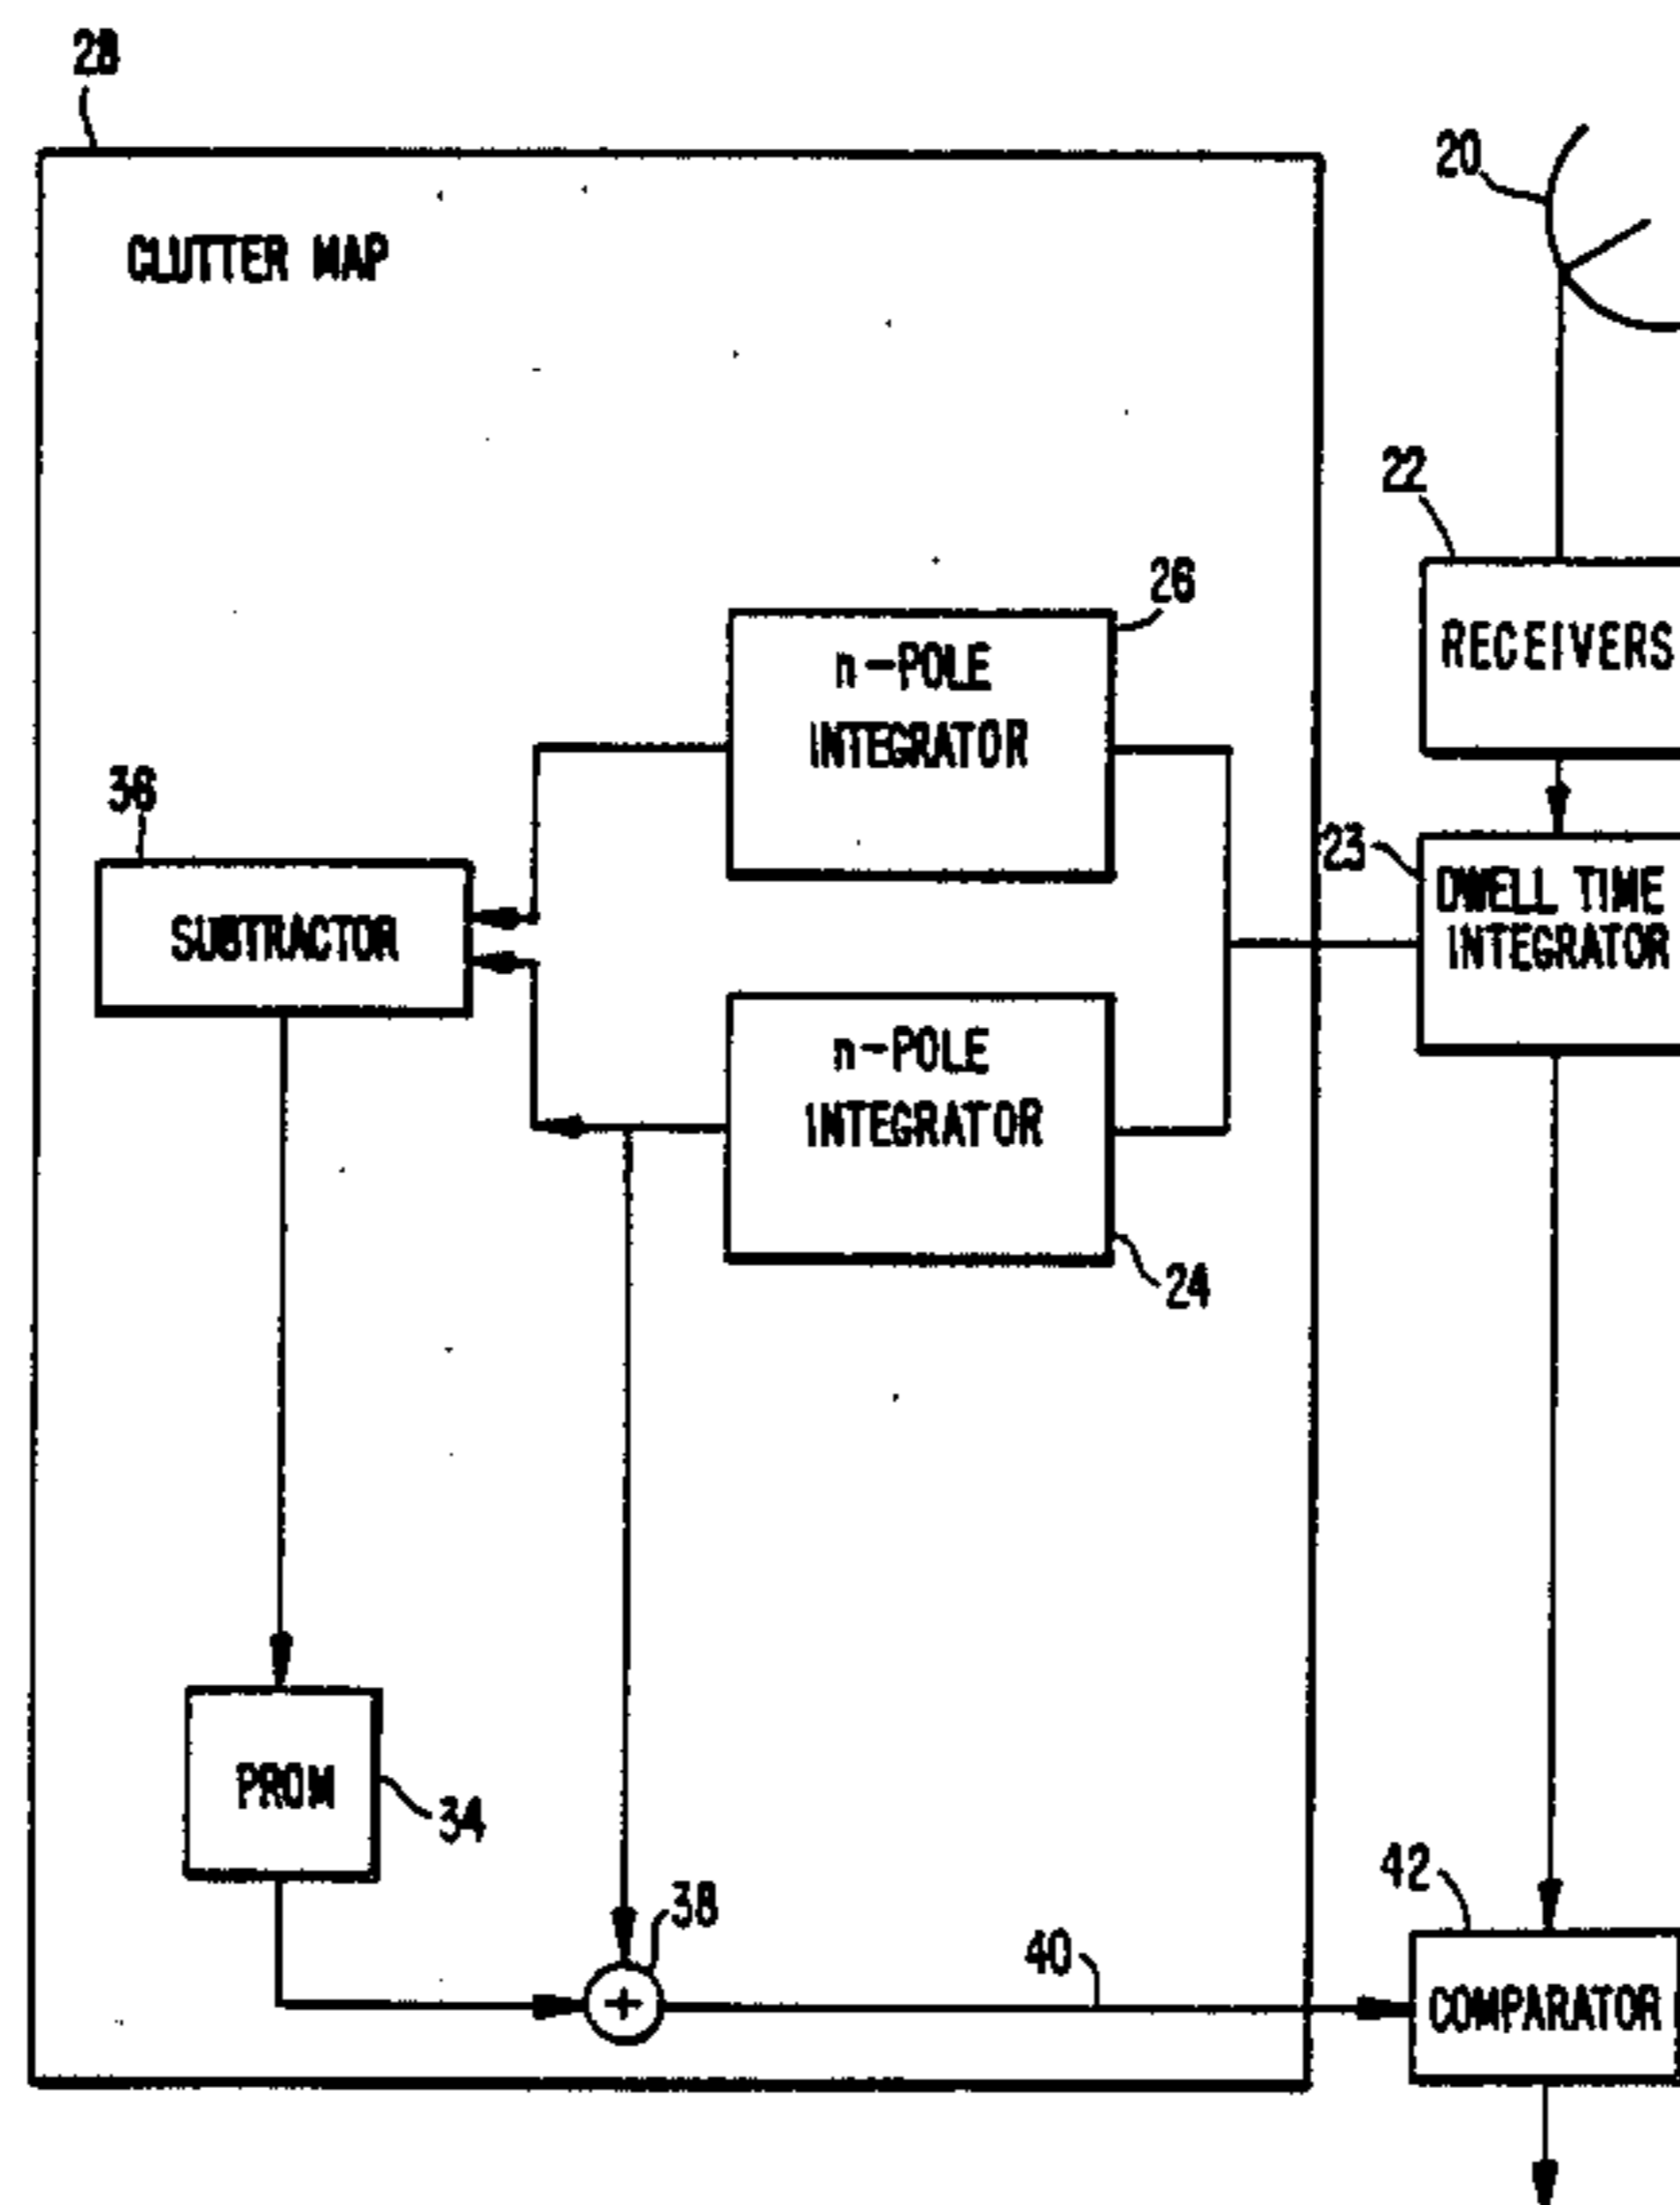 28
CLUTTER MAP
20
22
RECEIVERS
26
n-POLE
INTEGRATOR
36
SUBTRACTOR
23
DWELL TIME
INTEGRATOR
n-POLE
INTEGRATOR
24
PROM
34
38
+
40
42
COMPARATOR